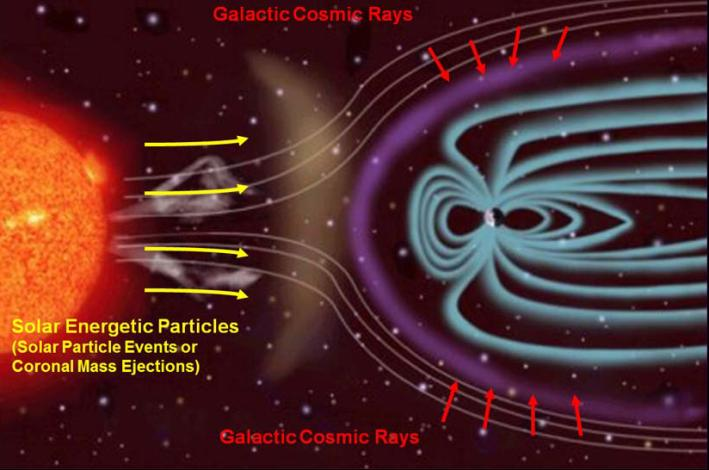 Galactic Cosmic Rays
Solar Energetic Particles
(Solar Particle Events or
Coronal Mass Ejections)
Galactic Cosmic Rays